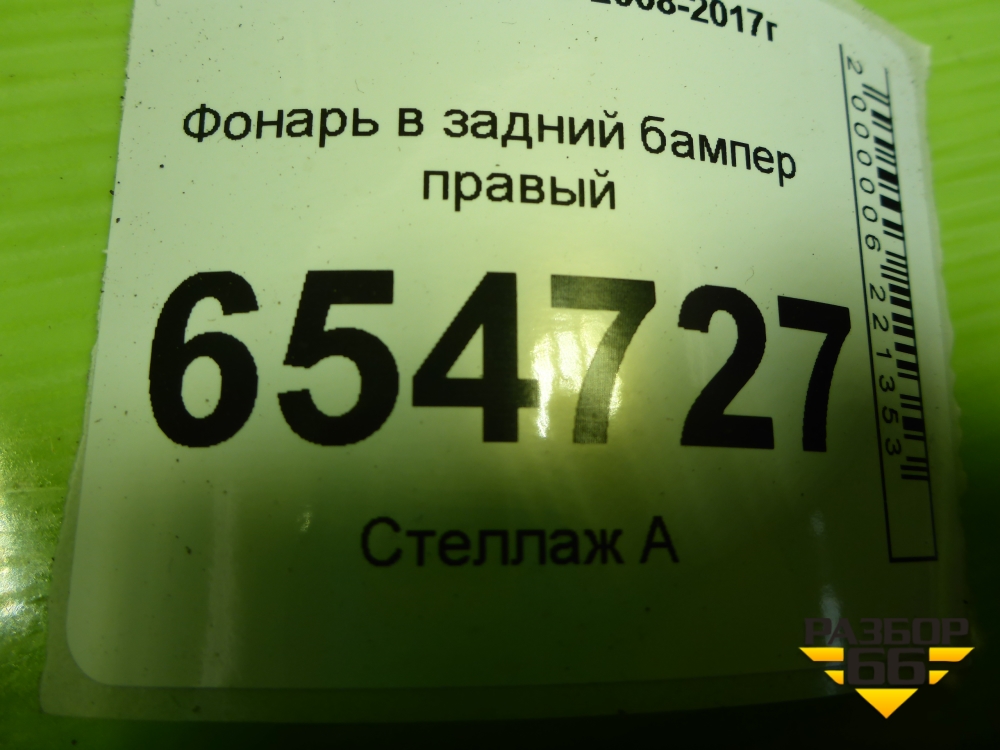 2008-2017г
Фонарь в задний бампер
правый
654727
Стеллаж А
2000006221353
РАЗБОР
66